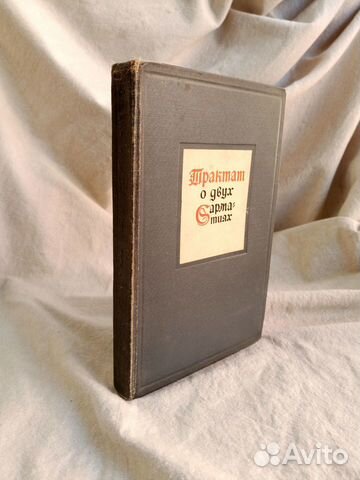 Трактат
о двух
Сарма-
тиях
Avito